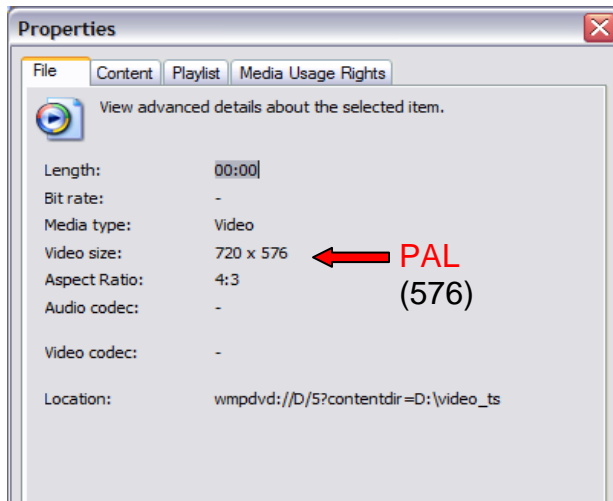 Properties
File Content Playlist Media Usage Rights
View advanced details about the selected item.
Length: 00:00
Bit rate: -
Media type: Video
Video size: 720 x 576 PAL
Aspect Ratio: 4:3 (576)
Audio codec: -
Video codec: -
Location: wmpdvd://D/5?contentdir=D:\video_ts